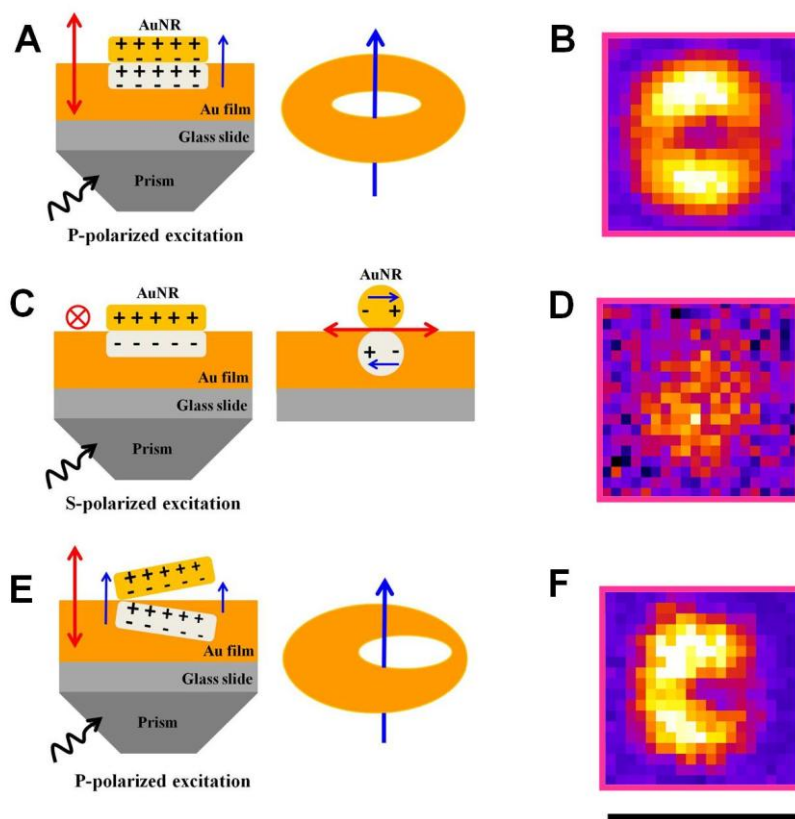 A
AuNR
+ + + + +
- - - - -
+ + + + +
- - - - -
Au film
Glass slide
Prism
P-polarized excitation
B
C
AuNR
+ + + + +
- - - - -
Au film
Glass slide
Prism
S-polarized excitation
AuNR
- +
+ -
D
E
+ + + + +
- - - - -
+ + + + +
- - - - -
Au film
Glass slide
Prism
P-polarized excitation
F